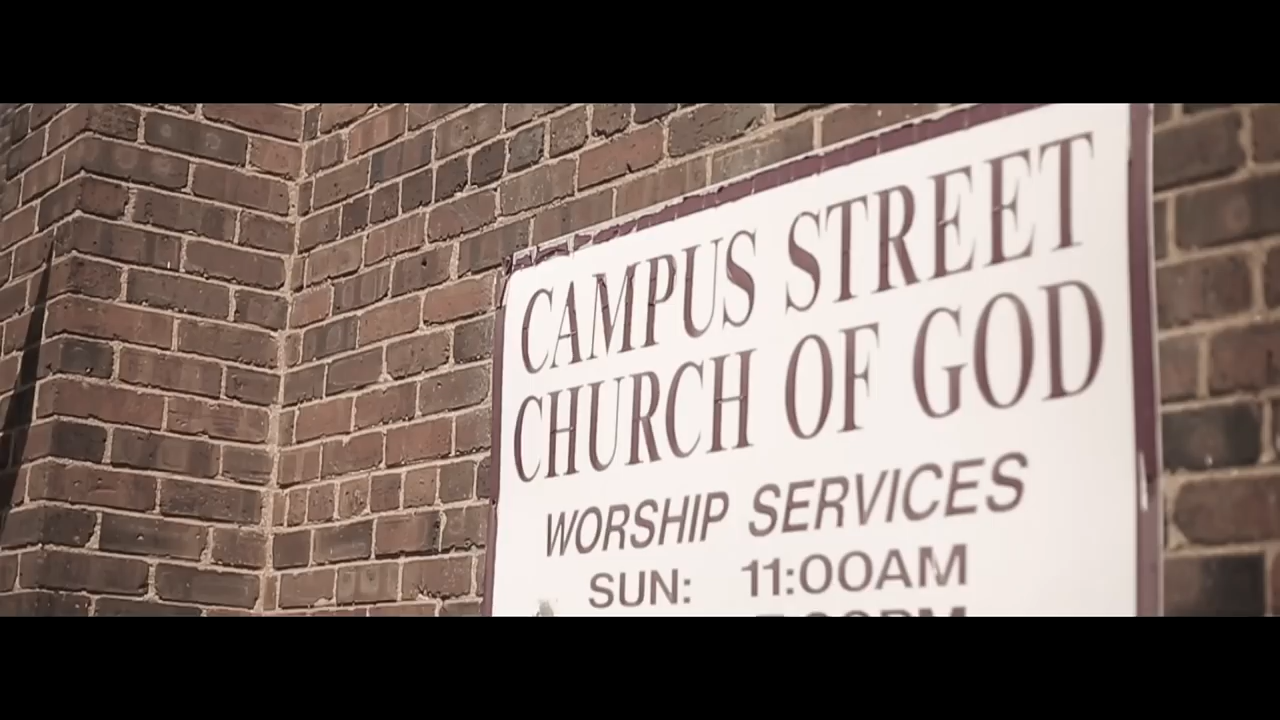 CAMPUS STREET
CHURCH OF GOD
WORSHIP SERVICES
SUN: 11:00AM